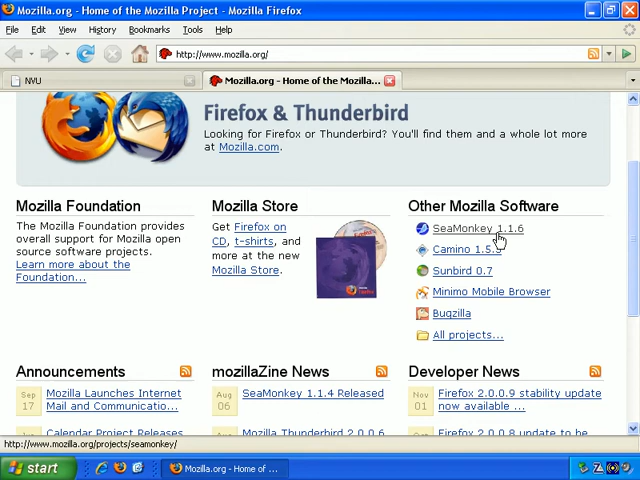 Mozilla.org - Home of the Mozilla Project - Mozilla Firefox
File Edit View History Bookmarks Tools Help
http://www.mozilla.org/
NVU
Mozilla.org - Home of the Mozilla...
Firefox & Thunderbird
Looking for Firefox or Thunderbird? You'll find them and a whole lot more
at Mozilla.com.
Mozilla Foundation
The Mozilla Foundation provides
overall support for Mozilla open
source software projects.
Learn more about the
Foundation...
Mozilla Store
Get Firefox on
CD, t-shirts, and
more at the new
Mozilla Store.
Other Mozilla Software
SeaMonkey 1.1.6
Camino 1.5.3
Sunbird 0.7
Minimo Mobile Browser
Bugzilla
All projects...
Announcements
Sep
17
Mozilla Launches Internet
Mail and Communicatio...
Calendar Project Releases
mozillaZine News
Aug
06
SeaMonkey 1.1.4 Released
Aug
Mozilla Thunderbird 2.0.0.6
Developer News
Nov
01
Firefox 2.0.0.9 stability update
now available ...
Firefox 2.0.0.8 update to be
http://www.mozilla.org/projects/seamonkey/
start
Mozilla.org - Home of ...